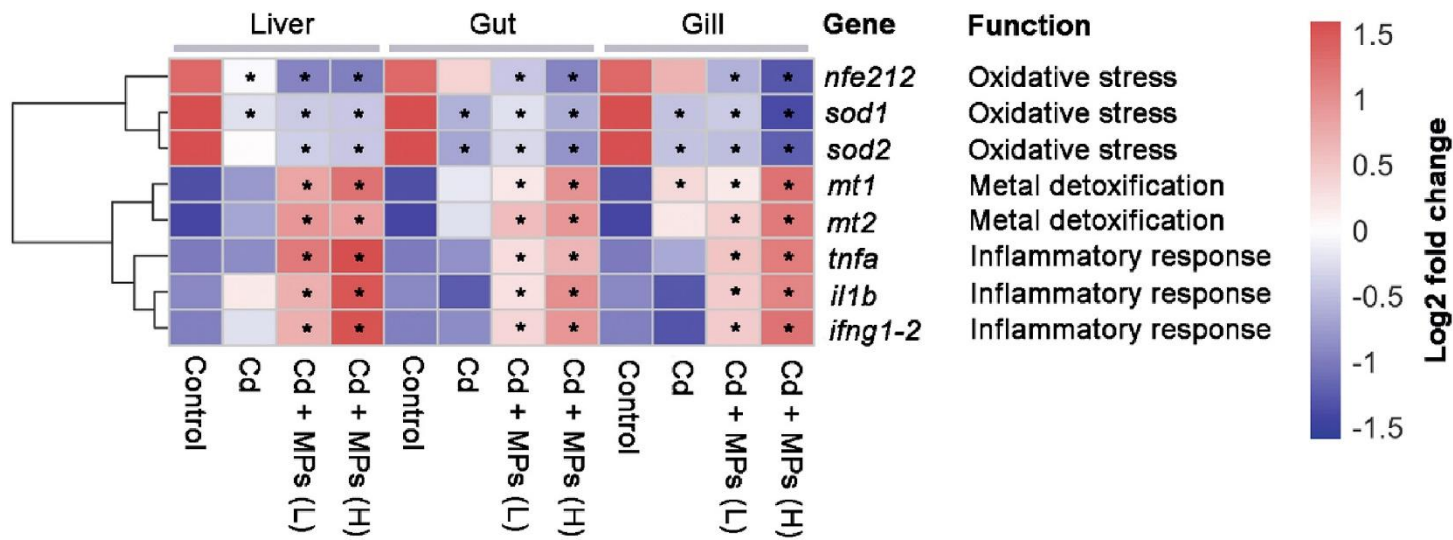 Liver Gut Gill Gene Function
* * * * * * * nfe212 Oxidative stress
* * * * * * * * * sod1 Oxidative stress
* * * * * * * * sod2 Oxidative stress
* * * * * * * mt1 Metal detoxification
* * * * * * mt2 Metal detoxification
* * * * * * tnfa Inflammatory response
* * * * * * il1b Inflammatory response
* * * * * * ifng1-2 Inflammatory response
Control
Cd
Cd + MPs (L)
Cd + MPs (H)
Control
Cd
Cd + MPs (L)
Cd + MPs (H)
Control
Cd
Cd + MPs (L)
Cd + MPs (H)
1.5
1
0.5
0
-0.5
-1
-1.5
Log2 fold change